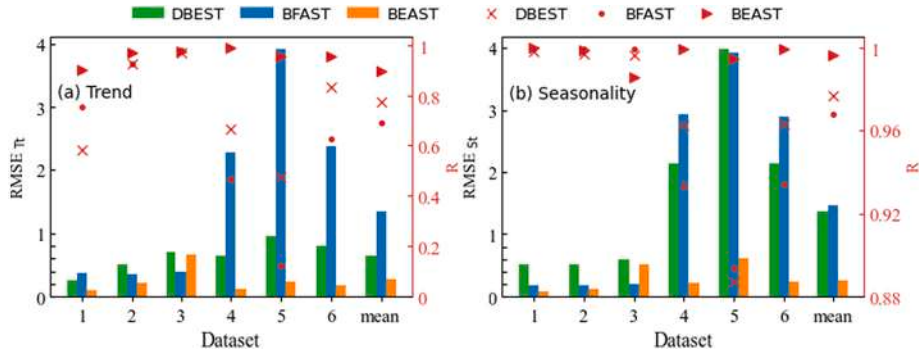 DBEST BFAST BEAST DBEST BFAST BEAST
4
3
2
1
0
RMSE Tt
(a) Trend
1
0.8
0.6
0.4
0.2
0
R
1 2 3 4 5 6 mean
Dataset
4
3
2
1
0
RMSE St
(b) Seasonality
1
0.96
0.92
0.88
R
1 2 3 4 5 6 mean
Dataset